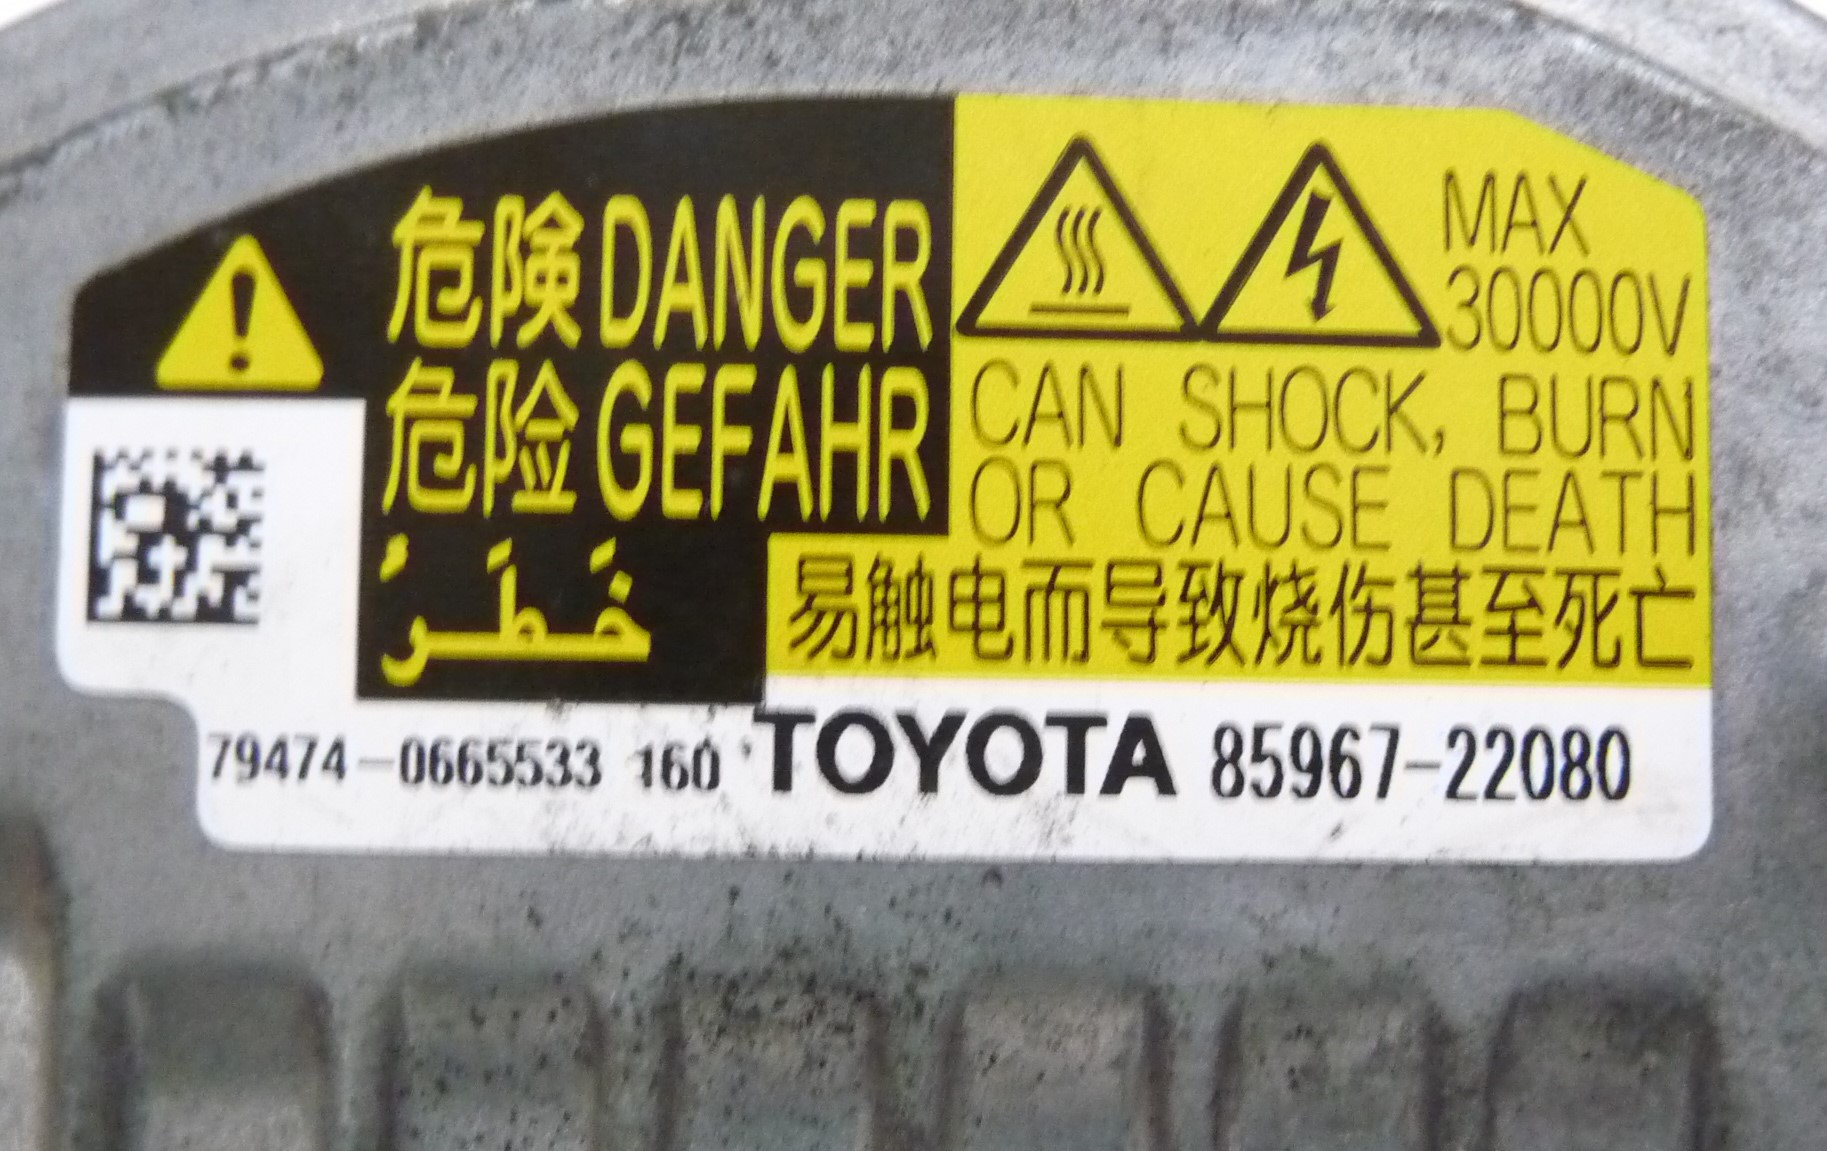 危険 DANGER
危险 GEFAHR
خَطَرٌ
MAX
30000V
CAN SHOCK, BURN
OR CAUSE DEATH
易触电而导致烧伤甚至死亡
79474-0665533 160 TOYOTA 85967-22080